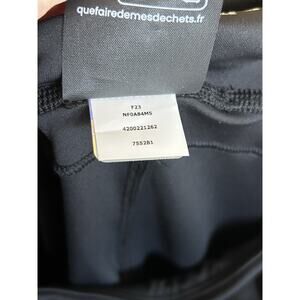 quefairedemesdechets.fr
F23
NF0A84MS
4200221262
755281